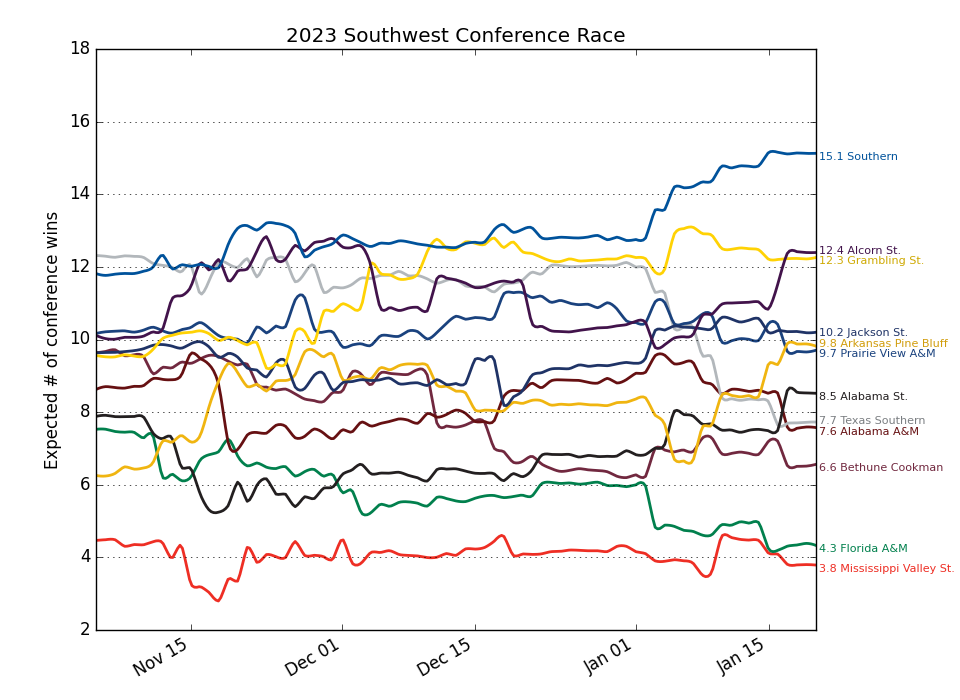 2023 Southwest Conference Race
Expected # of conference wins
18
16
14
12
10
8
6
4
2
Nov 15
Dec 01
Dec 15
Jan 01
Jan 15
15.1 Southern
12.4 Alcorn St.
12.3 Grambling St.
10.2 Jackson St.
9.8 Arkansas Pine Bluff
9.7 Prairie View A&M
8.5 Alabama St.
7.7 Texas Southern
7.6 Alabama A&M
6.6 Bethune Cookman
4.3 Florida A&M
3.8 Mississippi Valley St.